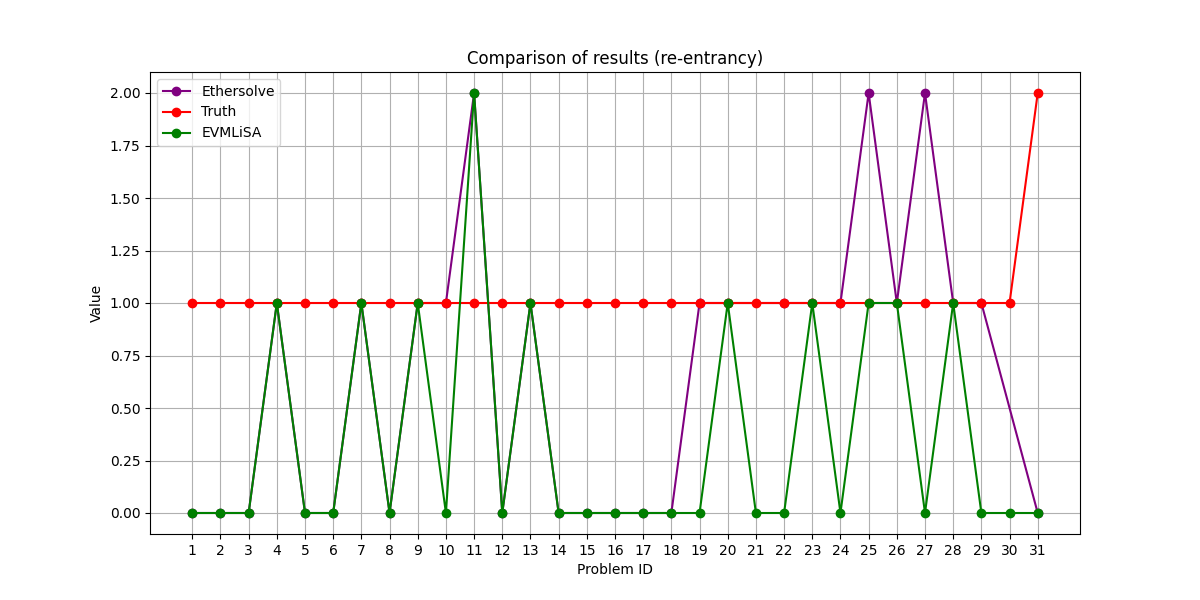 Comparison of results (re-entrancy)
Ethersolve
Truth
EVMLiSA
2.00
1.75
1.50
1.25
1.00
0.75
0.50
0.25
0.00
Value
1 2 3 4 5 6 7 8 9 10 11 12 13 14 15 16 17 18 19 20 21 22 23 24 25 26 27 28 29 30 31
Problem ID